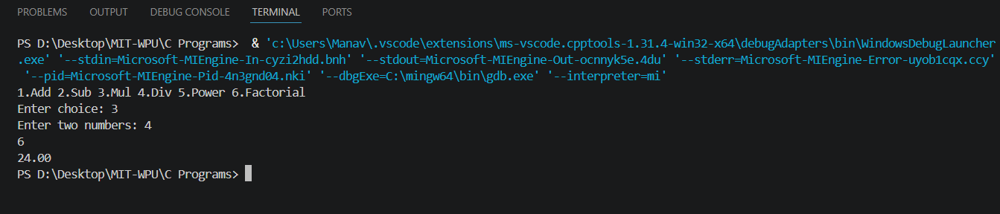 PROBLEMS OUTPUT DEBUG CONSOLE TERMINAL PORTS
PS D:\Desktop\MIT-WPU\C Programs>  & 'c:\Users\Manav\.vscode\extensions\ms-vscode.cpptools-1.31.4-win32-x64\debugAdapters\bin\WindowsDebugLauncher
.exe' '--stdin=Microsoft-MIEngine-In-cyzi2hdd.bnh' '--stdout=Microsoft-MIEngine-Out-ocnnyk5e.4du' '--stderr=Microsoft-MIEngine-Error-uyob1cqx.ccy'
 '--pid=Microsoft-MIEngine-Pid-4n3gnd04.nki' '--dbgExe=C:\mingw64\bin\gdb.exe' '--interpreter=mi'
1.Add 2.Sub 3.Mul 4.Div 5.Power 6.Factorial
Enter choice: 3
Enter two numbers: 4
6
24.00
PS D:\Desktop\MIT-WPU\C Programs>